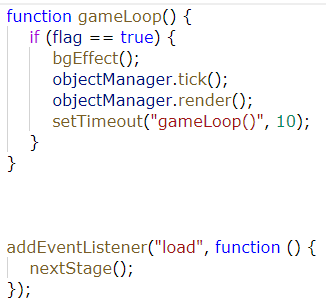 function gameLoop() {
    if (flag == true) {
        bgEffect();
        objectManager.tick();
        objectManager.render();
        setTimeout("gameLoop()", 10);
    }
}

addEventListener("load", function () {
    nextStage();
});